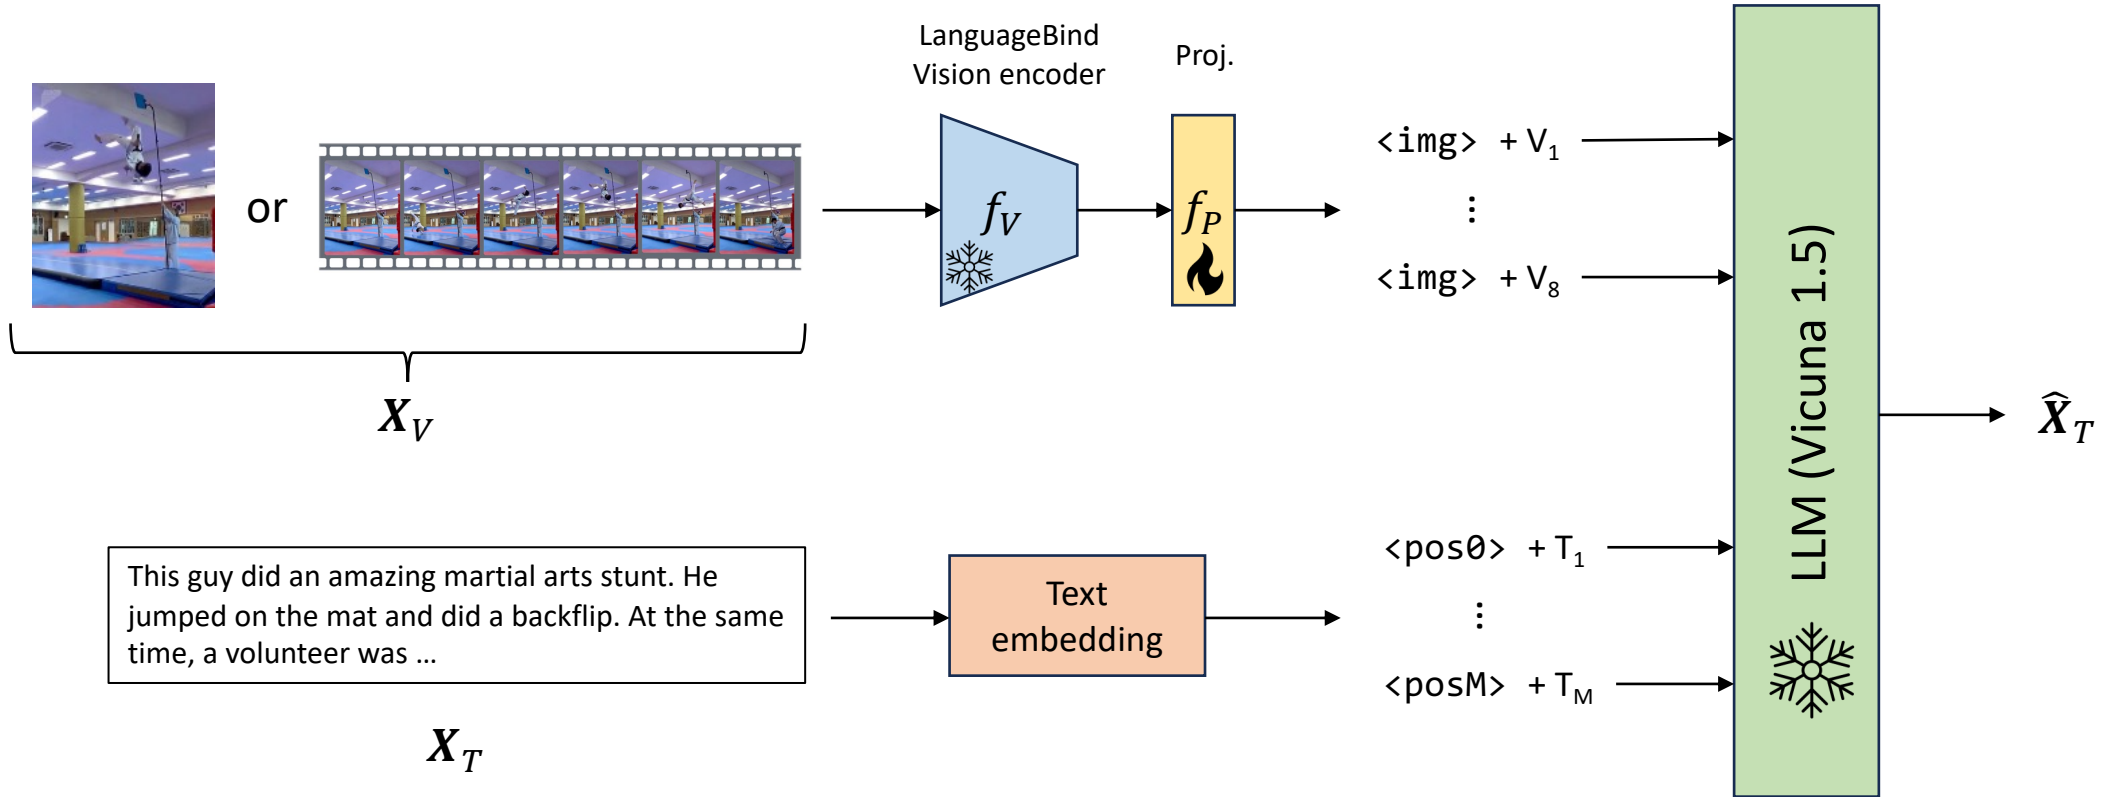 LanguageBind
Vision encoder
Proj.
or
f_V
f_P
<img> + V₁
⋮
<img> + V₈
X_V
This guy did an amazing martial arts stunt. He
jumped on the mat and did a backflip. At the same
time, a volunteer was ...
X_T
Text
embedding
<pos0> + T₁
⋮
<posM> + T_M
LLM (Vicuna 1.5)
X̂_T